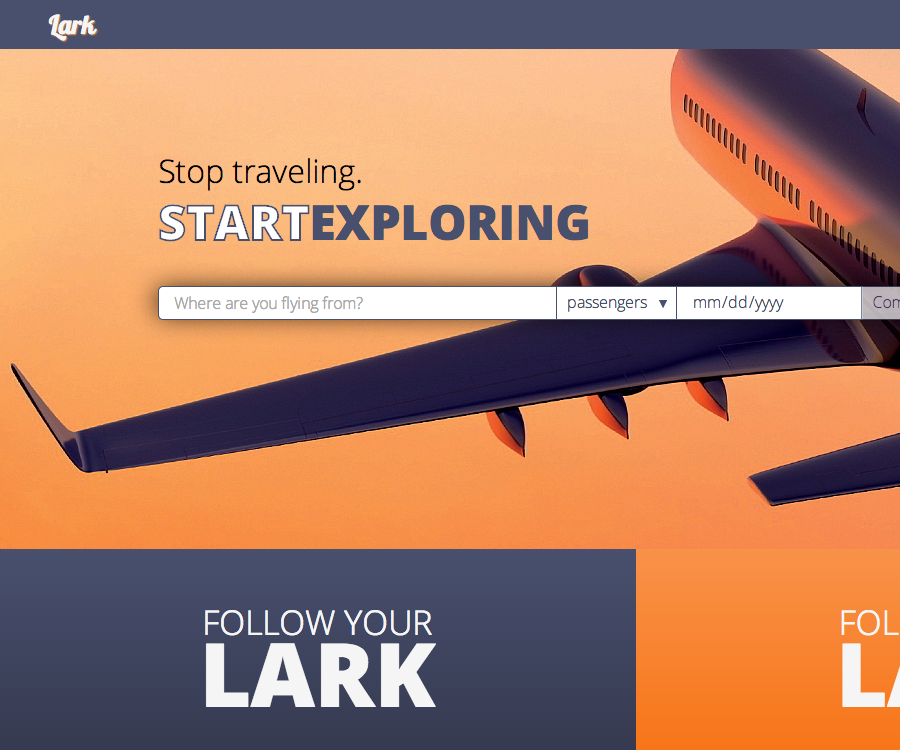 Lark
Stop traveling.
STARTEXPLORING
Where are you flying from? passengers ▼ mm/dd/yyyy Com
FOLLOW YOUR
LARK
FOL
LA